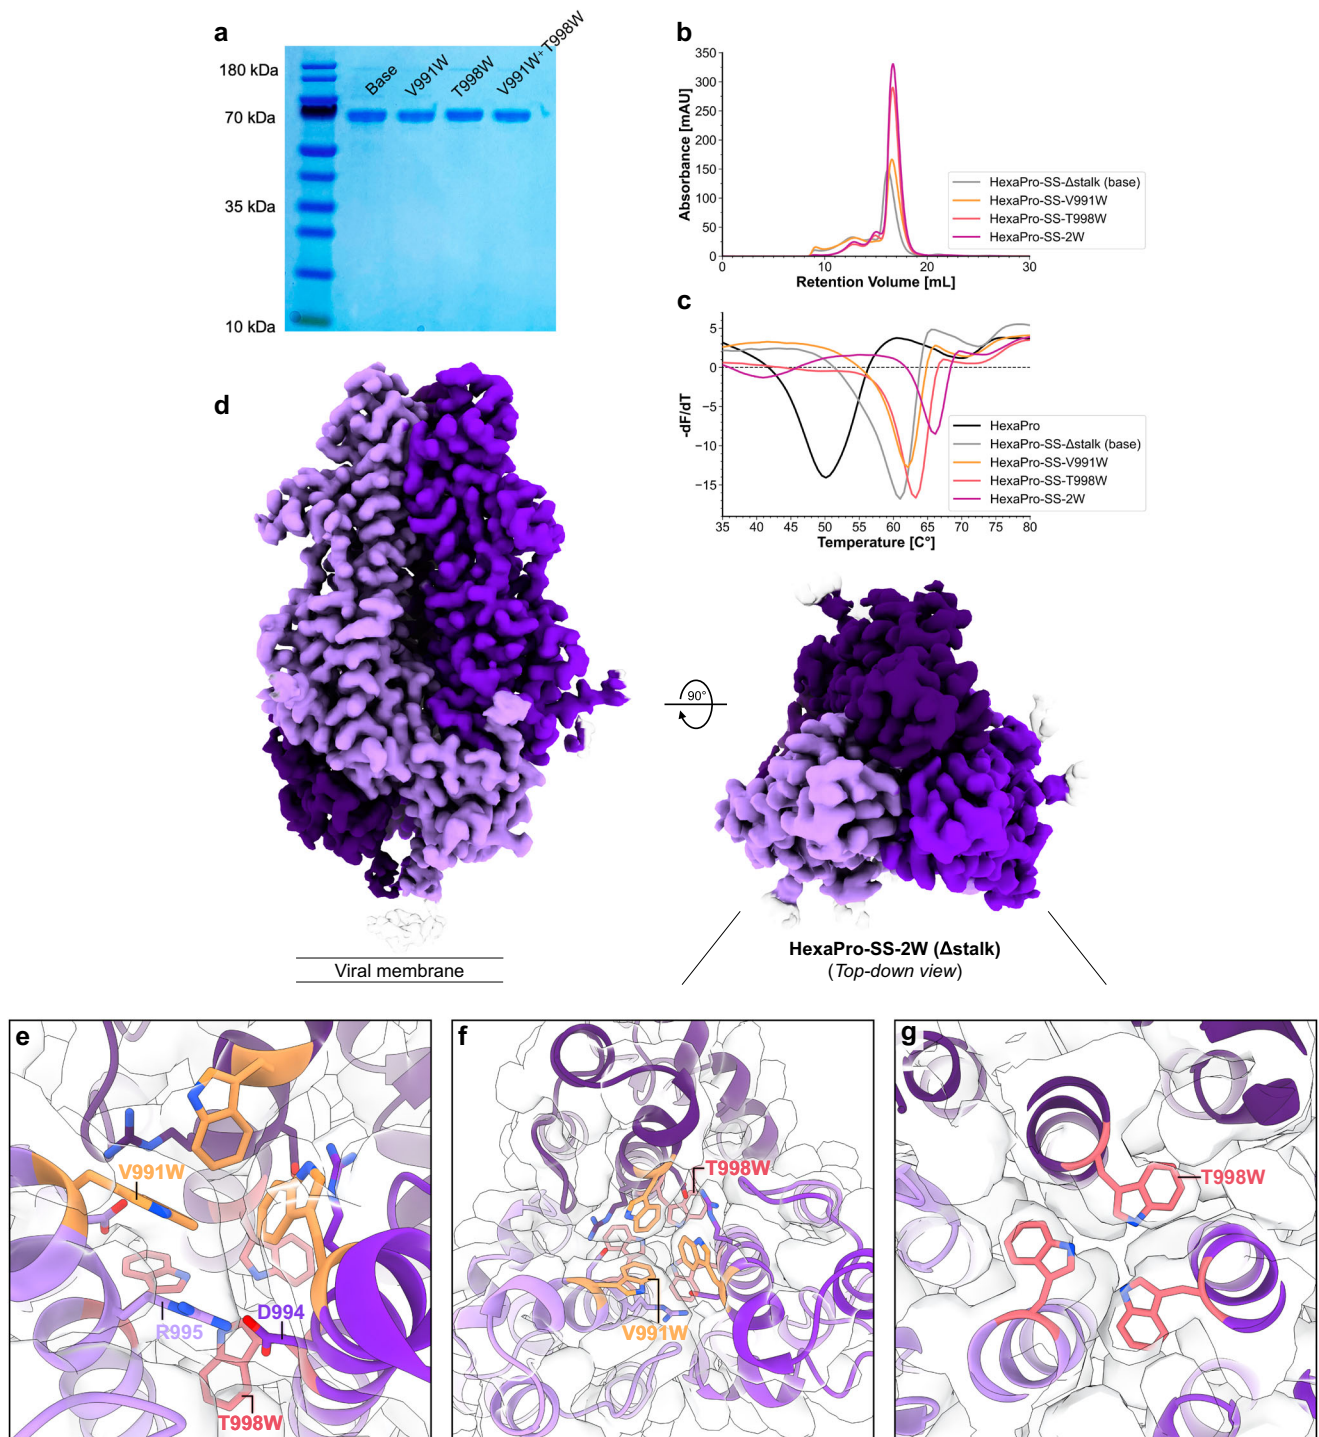 a
Base
V991W
T998W
V991W+T998W
180 kDa
70 kDa
35 kDa
10 kDa
b
350
300
250
200
150
100
50
0
Absorbance [mAU]
0
10
20
30
Retention Volume [mL]
HexaPro-SS-Δstalk (base)
HexaPro-SS-V991W
HexaPro-SS-T998W
HexaPro-SS-2W
c
5
0
−5
−10
−15
-dF/dT
35 40 45 50 55 60 65 70 75 80
Temperature [C°]
HexaPro
HexaPro-SS-Δstalk (base)
HexaPro-SS-V991W
HexaPro-SS-T998W
HexaPro-SS-2W
d
90°
Viral membrane
HexaPro-SS-2W (Δstalk)
(Top-down view)
e
V991W
D994
R995
T998W
f
T998W
V991W
g
T998W